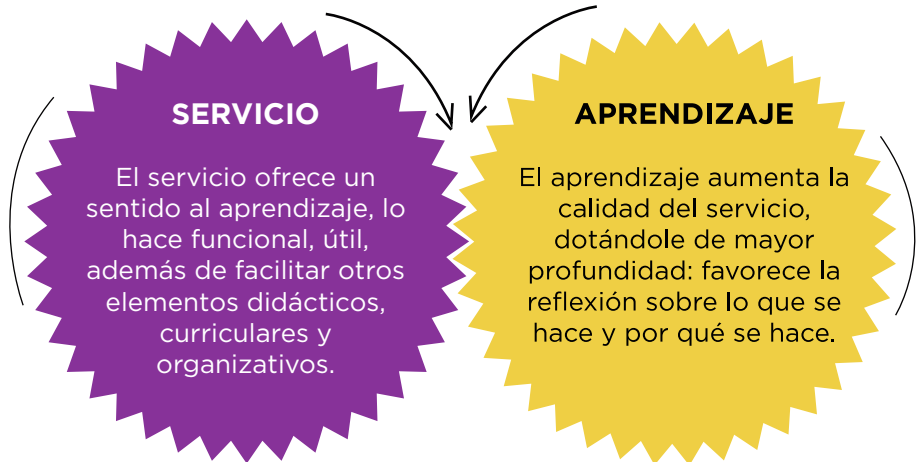 SERVICIO
El servicio ofrece un
sentido al aprendizaje, lo
hace funcional, útil,
además de facilitar otros
elementos didácticos,
curriculares y
organizativos.
APRENDIZAJE
El aprendizaje aumenta la
calidad del servicio,
dotándole de mayor
profundidad: favorece la
reflexión sobre lo que se
hace y por qué se hace.